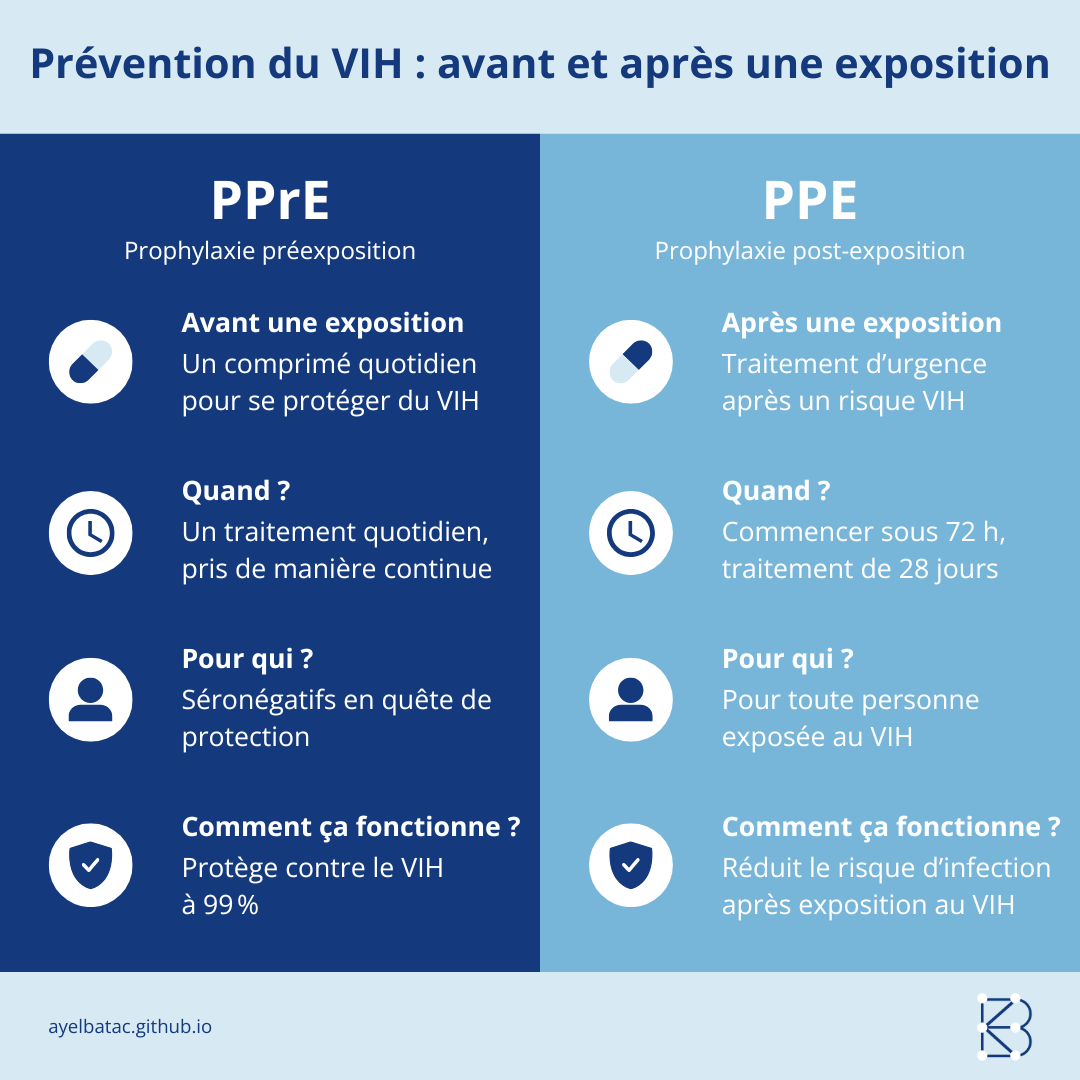 Prévention du VIH : avant et après une exposition
PPrE
Prophylaxie préexposition
Avant une exposition
Un comprimé quotidien
pour se protéger du VIH
Quand ?
Un traitement quotidien,
pris de manière continue
Pour qui ?
Séronégatifs en quête de
protection
Comment ça fonctionne ?
Protège contre le VIH
à 99 %
PPE
Prophylaxie post-exposition
Après une exposition
Traitement d’urgence
après un risque VIH
Quand ?
Commencer sous 72 h,
traitement de 28 jours
Pour qui ?
Pour toute personne
exposée au VIH
Comment ça fonctionne ?
Réduit le risque d’infection
après exposition au VIH
ayelbatac.github.io